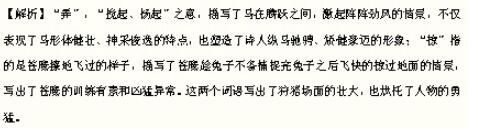 【解析】“弄”，“搅起、扬起”之意，描写了马在腾跃之间，激起阵阵劲风的情景，不仅
表现了马形体健壮、神采俊逸的特点，也塑造了诗人纵马驰骋、矫健豪迈的形象；“掠”指
的是苍鹰擦地飞过的样子，描写了苍鹰趁兔子不备捕捉充兔子之后飞快的掠过地面的情景，
写出了苍鹰的训练有素和凶猛异常。这两个词语写出了狩猎场面的壮大，也烘托了人物的勇
猛。